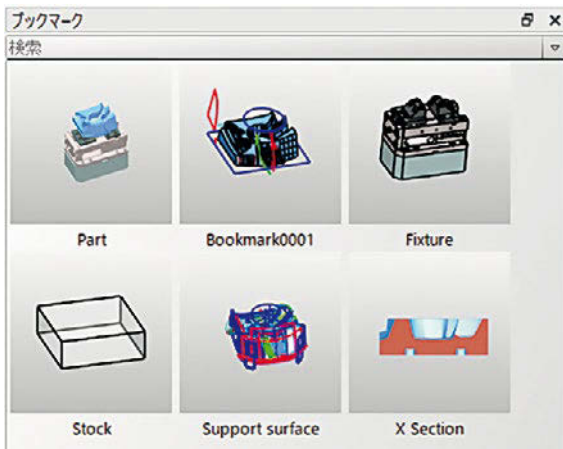 ブックマーク
検索
Part
Bookmark0001
Fixture
Stock
Support surface
X Section